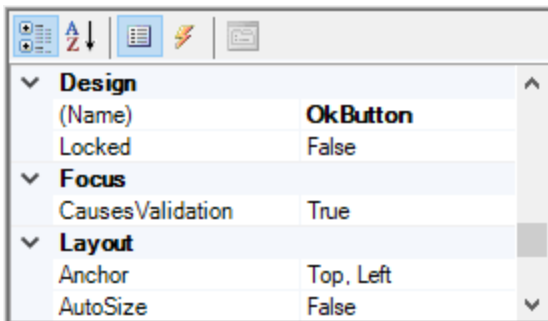 A
Z
Design
(Name) OkButton
Locked False
Focus
CausesValidation True
Layout
Anchor Top, Left
AutoSize False